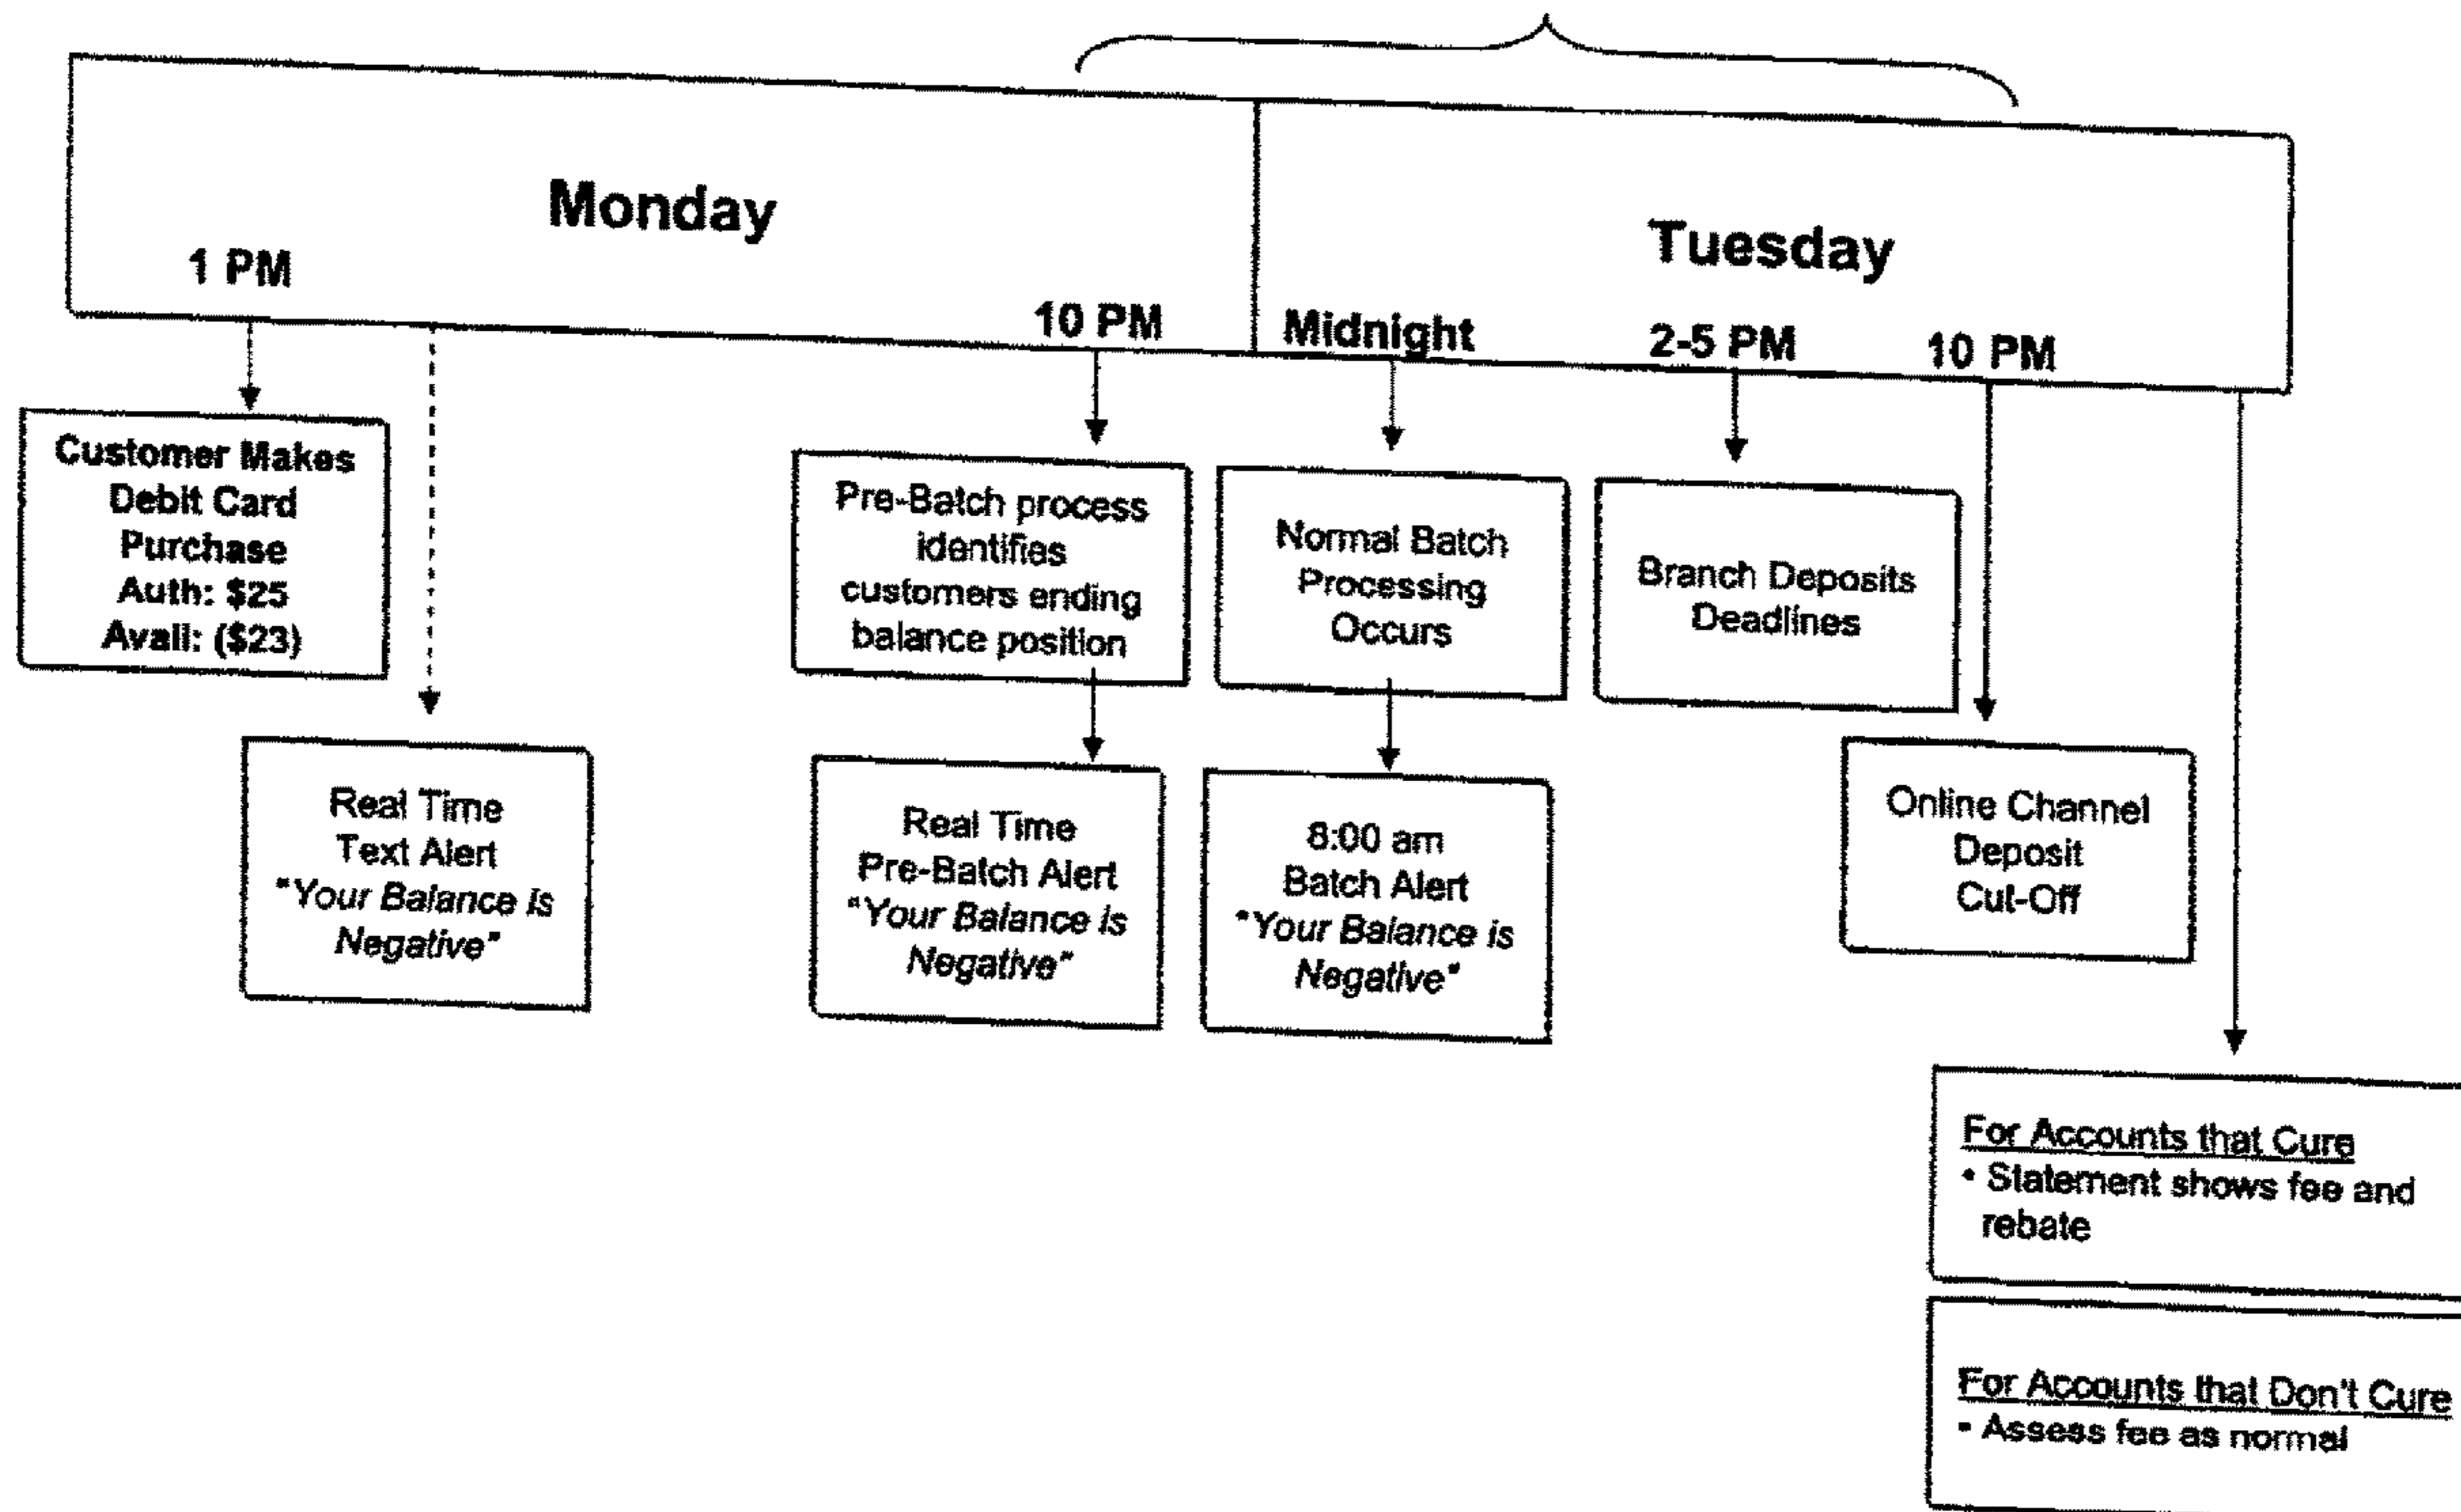 Monday
Tuesday
1 PM
10 PM
Midnight
2-5 PM
10 PM
Customer Makes
Debit Card
Purchase
Auth: $25
Avail: ($23)
Real Time
Text Alert
"Your Balance is
Negative"
Pre-Batch process
identifies
customers ending
balance position
Real Time
Pre-Batch Alert
"Your Balance is
Negative"
Normal Batch
Processing
Occurs
8:00 am
Batch Alert
"Your Balance is
Negative"
Branch Deposits
Deadlines
Online Channel
Deposit
Cut-Off
For Accounts that Cure
• Statement shows fee and
rebate
For Accounts that Don't Cure
• Assess fee as normal